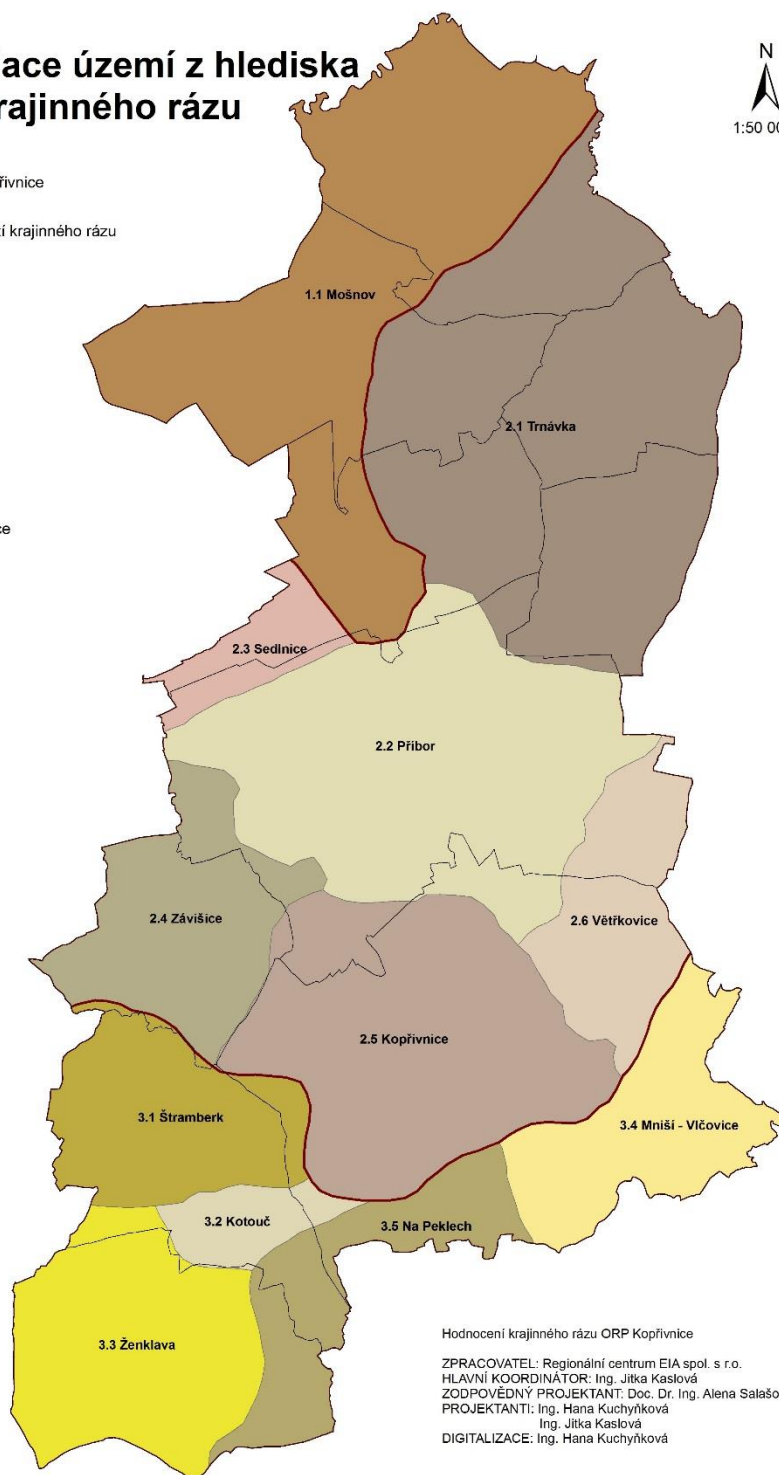 ace území z hlediska
rajinného rázu
N
1:50 00
řivnice
í krajinného rázu
1.1 Mošnov
2.1 Trnávka
ce
2.3 Sedlnice
2.2 Příbor
2.4 Závišice
2.6 Větřkovice
2.5 Kopřivnice
3.1 Štramberk
3.4 Mniší - Vlčovice
3.2 Kotouč
3.5 Na Peklech
3.3 Ženklava
Hodnocení krajinného rázu ORP Kopřivnice
ZPRACOVATEL: Regionální centrum EIA spol. s r.o.
HLAVNÍ KOORDINÁTOR: Ing. Jitka Kaslová
ZODPOVĚDNÝ PROJEKTANT: Doc. Dr. Ing. Alena Salašo
PROJEKTANTI: Ing. Hana Kuchyňková
Ing. Jitka Kaslová
DIGITALIZACE: Ing. Hana Kuchyňková